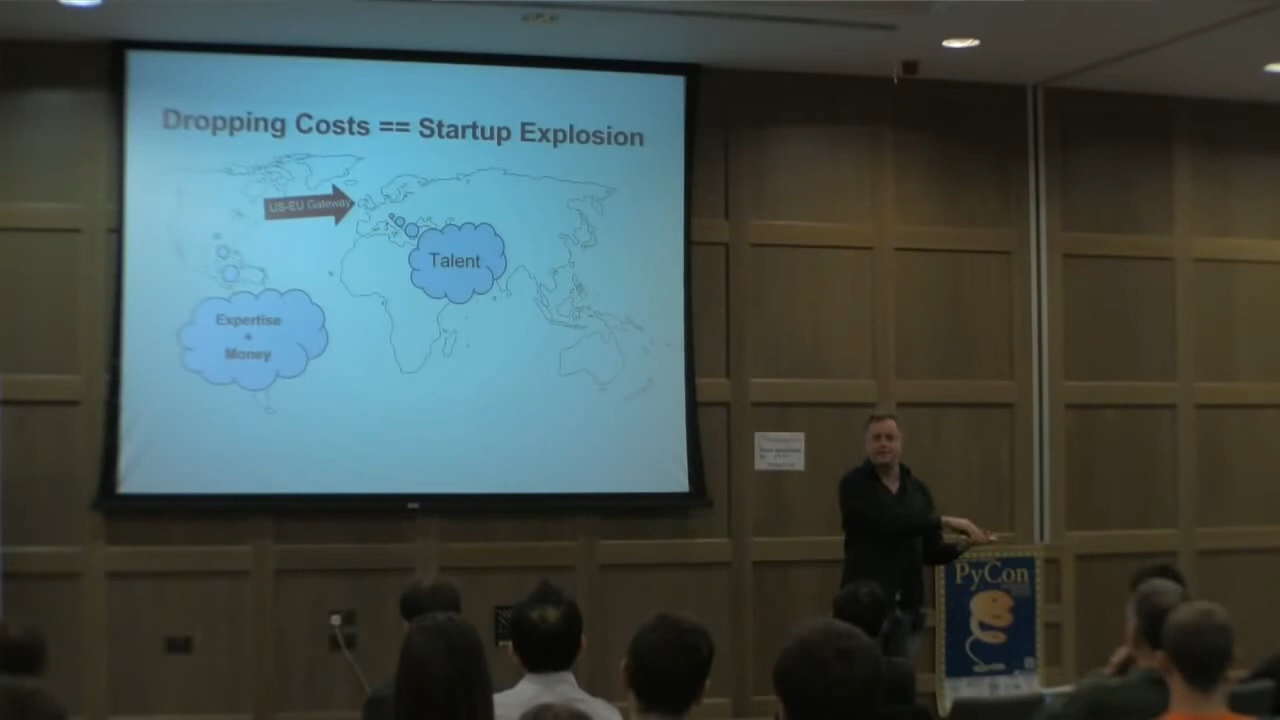 Dropping Costs == Startup Explosion
US-EU Gateway
Talent
Expertise
+
Money
PyCon